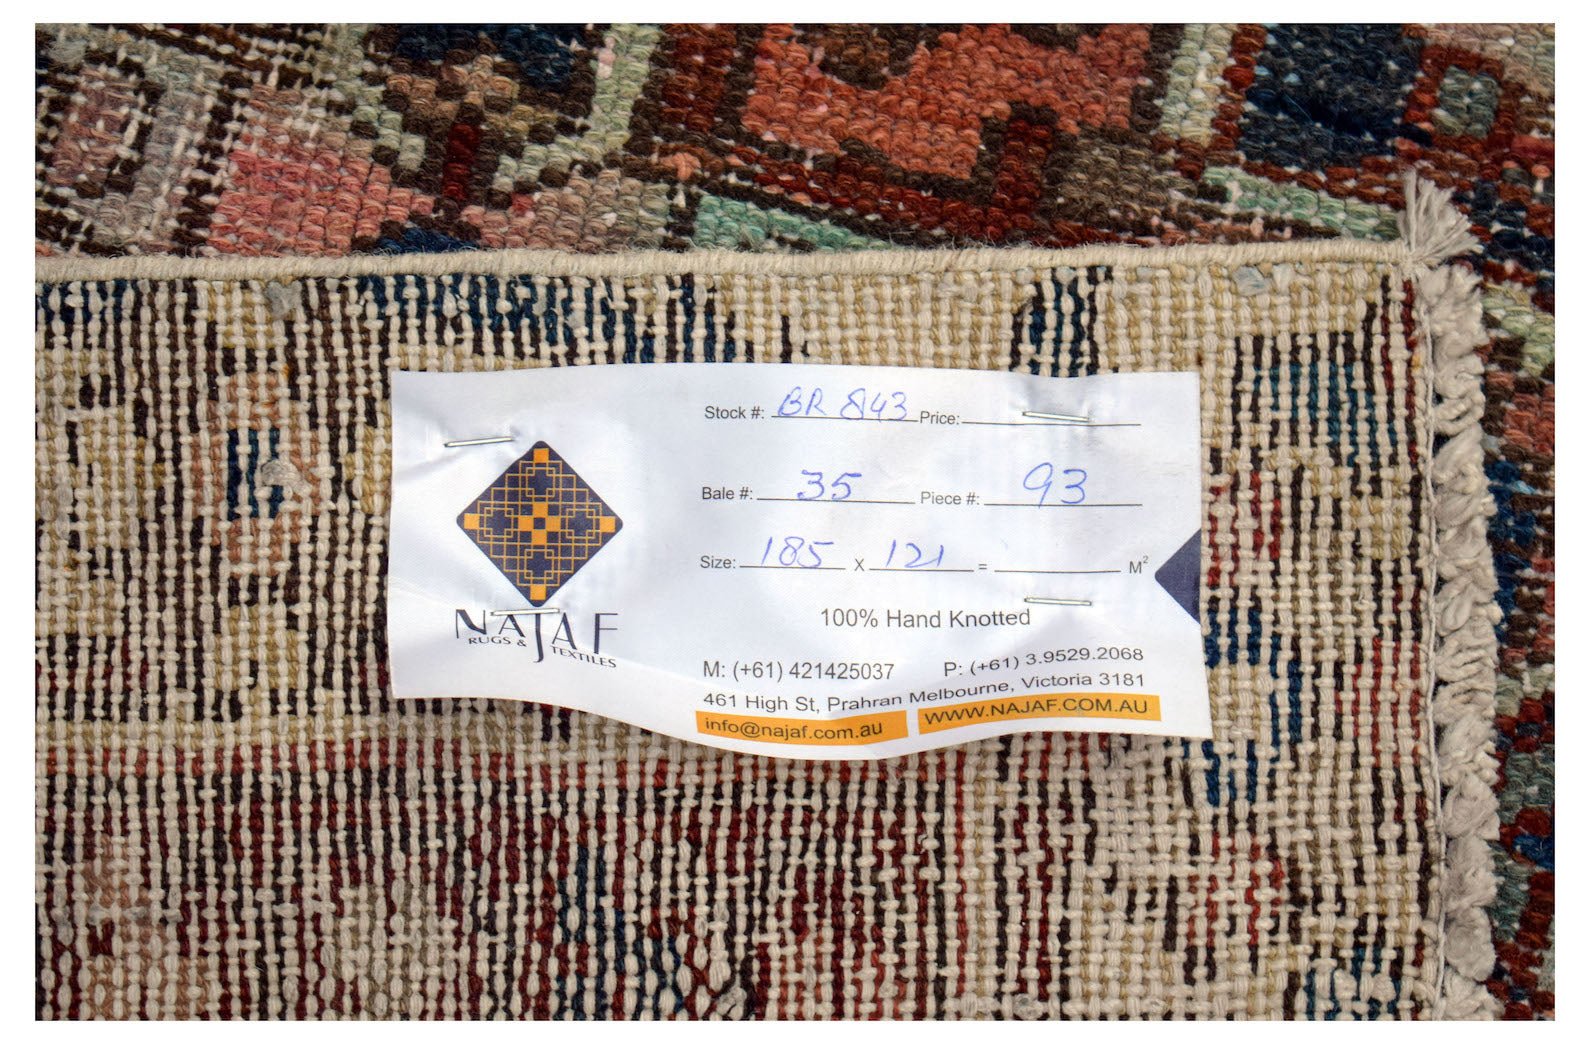 Stock #: BR 843 Price:
Bale #: 35 Piece #: 93
Size: 185 x 121 = M²
100% Hand Knotted
NAJAF
RUGS & TEXTILES
M: (+61) 421425037 P: (+61) 3.9529.2068
461 High St, Prahran Melbourne, Victoria 3181
info@najaf.com.au WWW.NAJAF.COM.AU